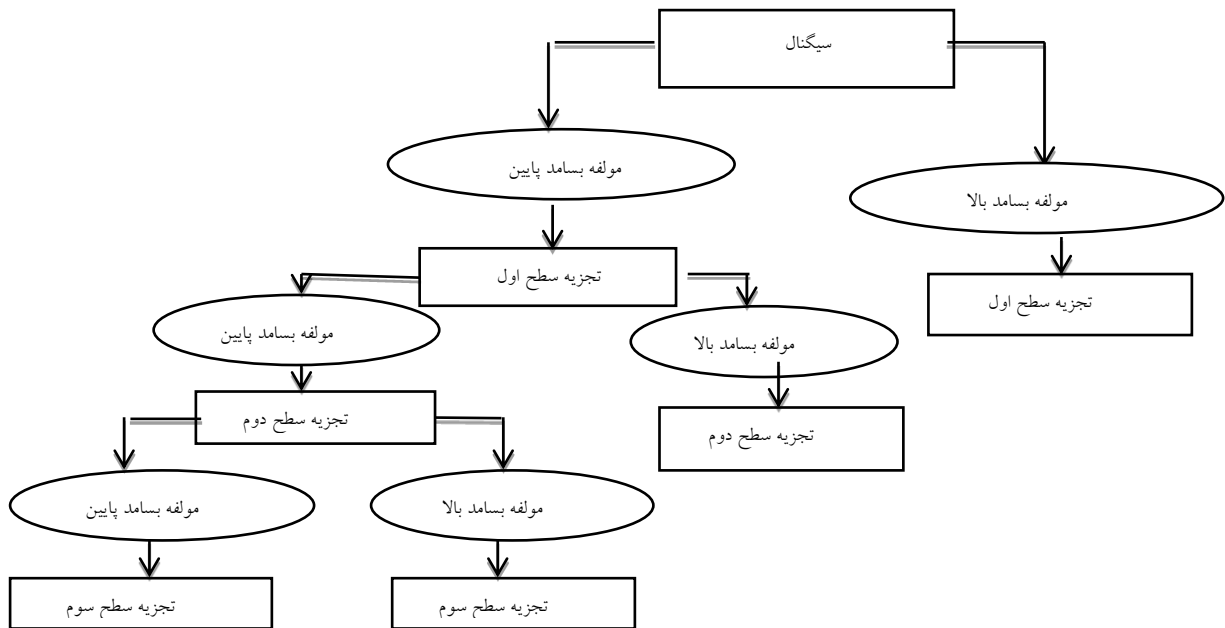 سیگنال
مولفه بسامد پایین
مولفه بسامد بالا
تجزیه سطح اول
تجزیه سطح اول
مولفه بسامد پایین
مولفه بسامد بالا
تجزیه سطح دوم
تجزیه سطح دوم
مولفه بسامد بالا
مولفه بسامد پایین
تجزیه سطح سوم
تجزیه سطح سوم